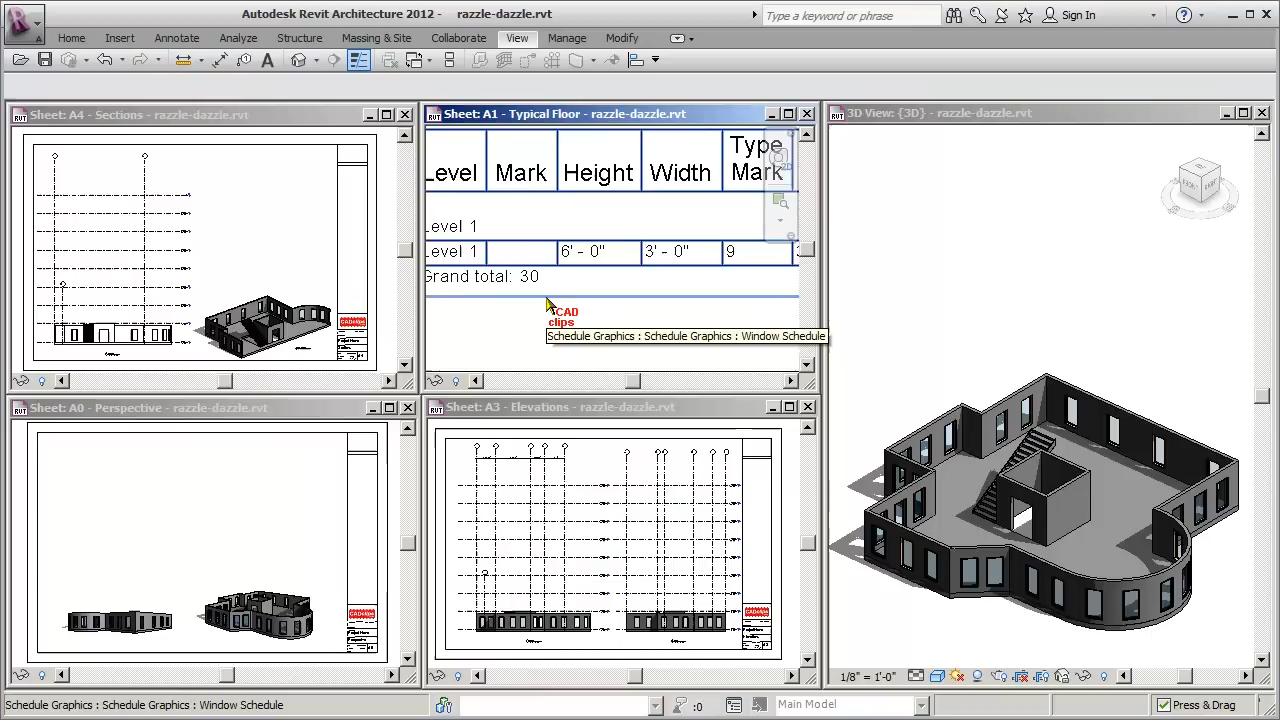 Autodesk Revit Architecture 2012 - razzle-dazzle.rvt
Type a keyword or phrase
Sign In
Home Insert Annotate Analyze Structure Massing & Site Collaborate View Manage Modify
Sheet: A4 - Sections - razzle-dazzle.rvt
Sheet: A1 - Typical Floor - razzle-dazzle.rvt
3D View: {3D} - razzle-dazzle.rvt
Level Mark Height Width Type Mark
Level 1
Level 1 6' - 0" 3' - 0" 9
Grand total: 30
CAD
clips
Schedule Graphics : Schedule Graphics : Window Schedule
Sheet: A0 - Perspective - razzle-dazzle.rvt
Sheet: A3 - Elevations - razzle-dazzle.rvt
FRONT
CADclips
CADclips
CADclips
1/8" = 1'-0"
Schedule Graphics : Schedule Graphics : Window Schedule
:0
Main Model
Press & Drag